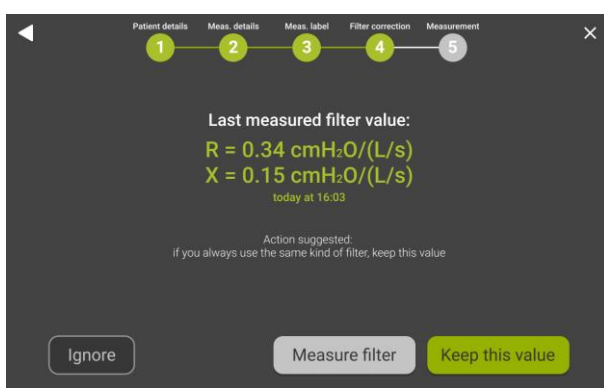 Patient details Meas. details Meas. label Filter correction Measurement
1 2 3 4 5
Last measured filter value:
R = 0.34 cmH₂O/(L/s)
X = 0.15 cmH₂O/(L/s)
today at 16:03
Action suggested:
if you always use the same kind of filter, keep this value
Ignore Measure filter Keep this value